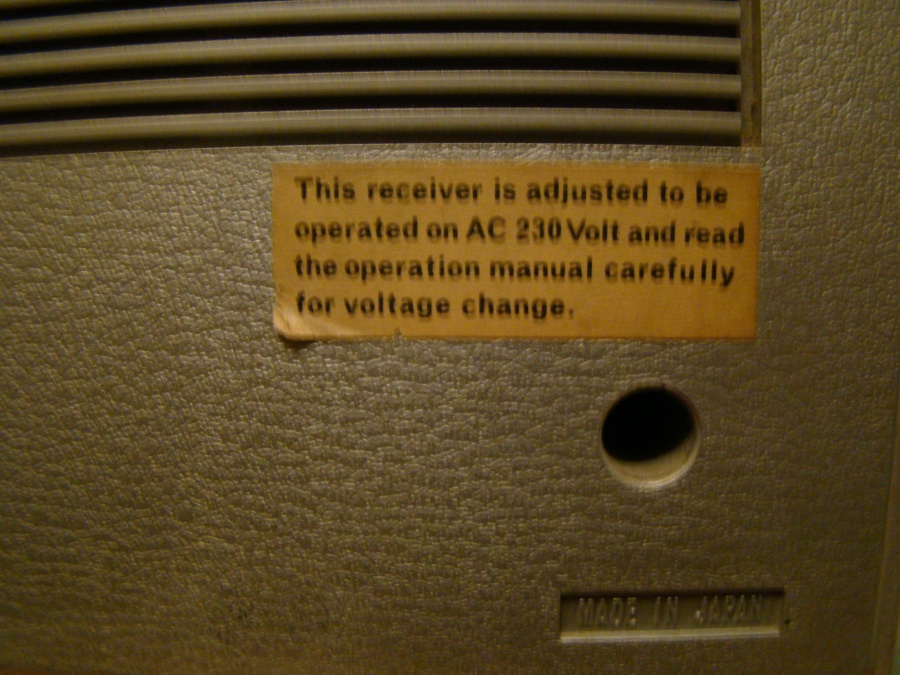 This receiver is adjusted to be
operated on AC 230 Volt and read
the operation manual carefully
for voltage change.
MADE IN JAPAN